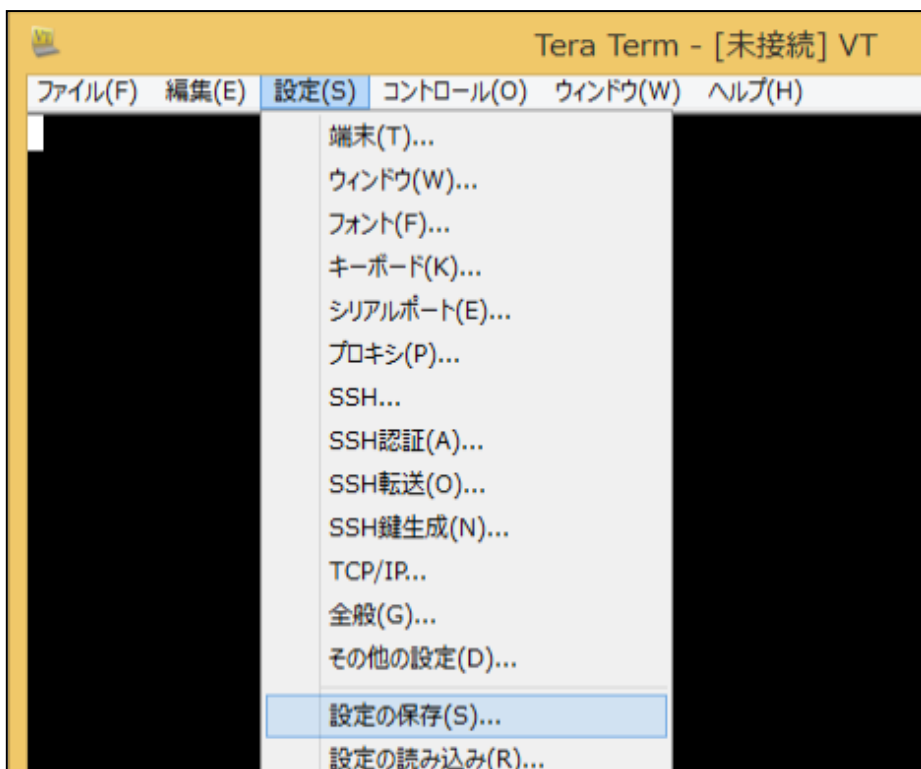 Tera Term - [未接続] VT
ファイル(F) 編集(E) 設定(S) コントロール(O) ウィンドウ(W) ヘルプ(H)
端末(T)...
ウィンドウ(W)...
フォント(F)...
キーボード(K)...
シリアルポート(E)...
プロキシ(P)...
SSH...
SSH認証(A)...
SSH転送(O)...
SSH鍵生成(N)...
TCP/IP...
全般(G)...
その他の設定(D)...
設定の保存(S)...
設定の読み込み(R)...